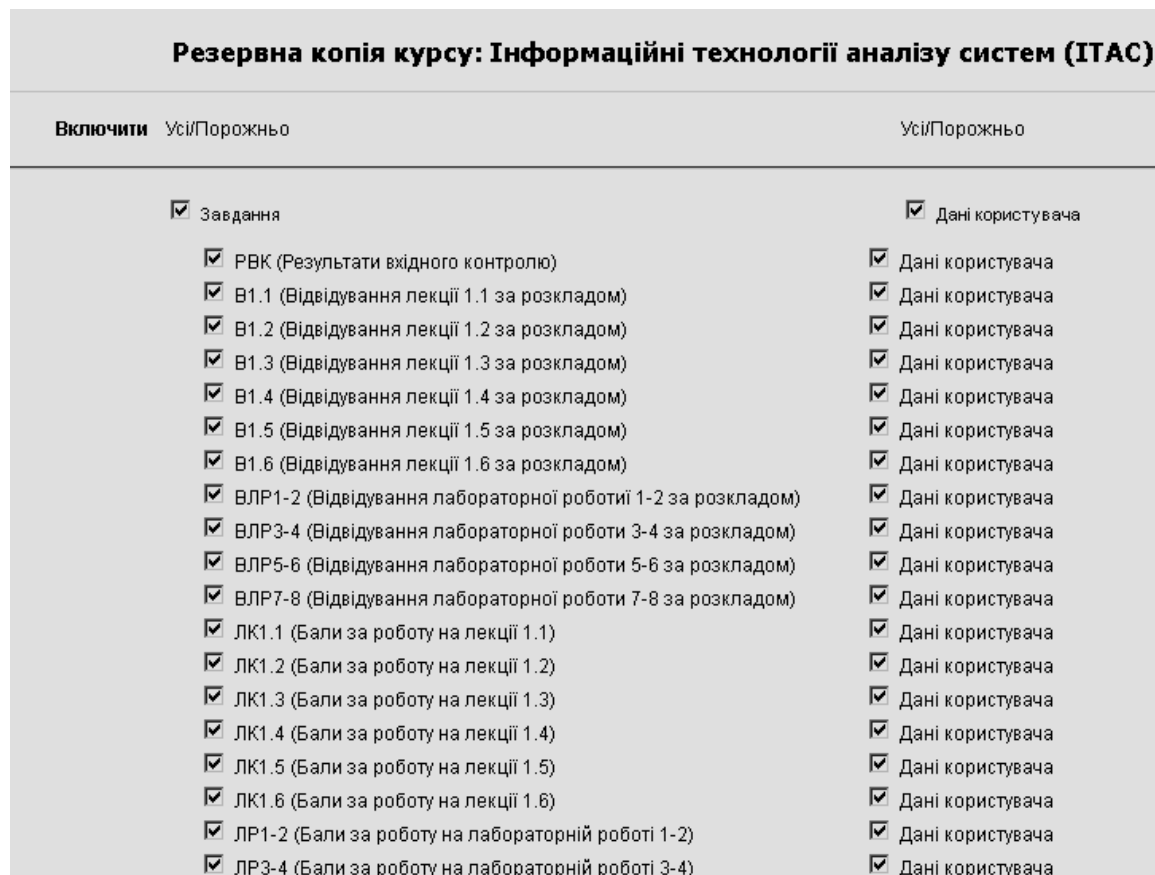 Резервна копія курсу: Інформаційні технології аналізу систем (ІТАС)
Включити Усі/Порожньо Усі/Порожньо
Завдання Дані користувача
РВК (Результати вхідного контролю) Дані користувача
В1.1 (Відвідування лекції 1.1 за розкладом) Дані користувача
В1.2 (Відвідування лекції 1.2 за розкладом) Дані користувача
В1.3 (Відвідування лекції 1.3 за розкладом) Дані користувача
В1.4 (Відвідування лекції 1.4 за розкладом) Дані користувача
В1.5 (Відвідування лекції 1.5 за розкладом) Дані користувача
В1.6 (Відвідування лекції 1.6 за розкладом) Дані користувача
ВЛР1-2 (Відвідування лабораторної роботиї 1-2 за розкладом) Дані користувача
ВЛР3-4 (Відвідування лабораторної роботи 3-4 за розкладом) Дані користувача
ВЛР5-6 (Відвідування лабораторної роботи 5-6 за розкладом) Дані користувача
ВЛР7-8 (Відвідування лабораторної роботи 7-8 за розкладом) Дані користувача
ЛК1.1 (Бали за роботу на лекції 1.1) Дані користувача
ЛК1.2 (Бали за роботу на лекції 1.2) Дані користувача
ЛК1.3 (Бали за роботу на лекції 1.3) Дані користувача
ЛК1.4 (Бали за роботу на лекції 1.4) Дані користувача
ЛК1.5 (Бали за роботу на лекції 1.5) Дані користувача
ЛК1.6 (Бали за роботу на лекції 1.6) Дані користувача
ЛР1-2 (Бали за роботу на лабораторній роботі 1-2) Дані користувача
ЛР3-4 (Бали за роботу на лабораторній роботі 3-4) Дані користувача